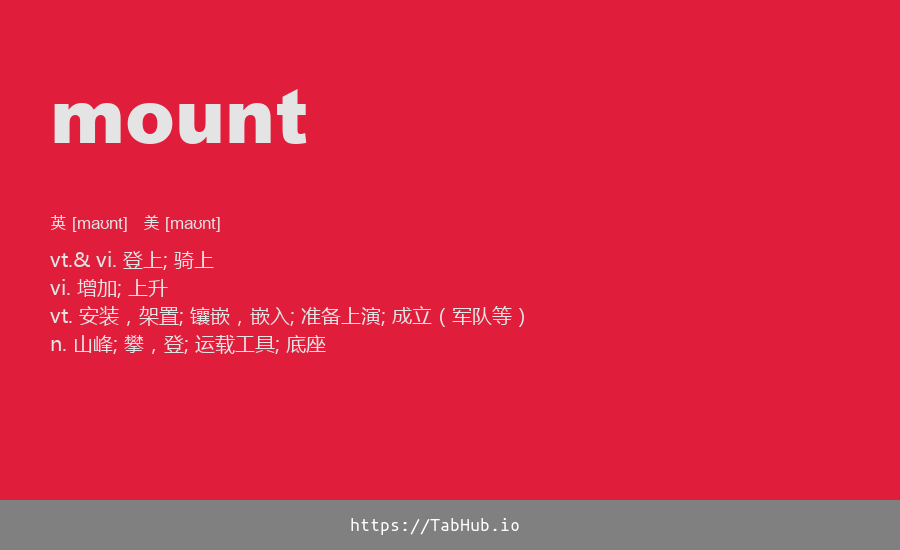 mount
英 [maʊnt] 美 [maʊnt]
vt.& vi. 登上; 骑上
vi. 增加; 上升
vt. 安装，架置; 镶嵌，嵌入; 准备上演; 成立（军队等）
n. 山峰; 攀，登; 运载工具; 底座
https://TabHub.io